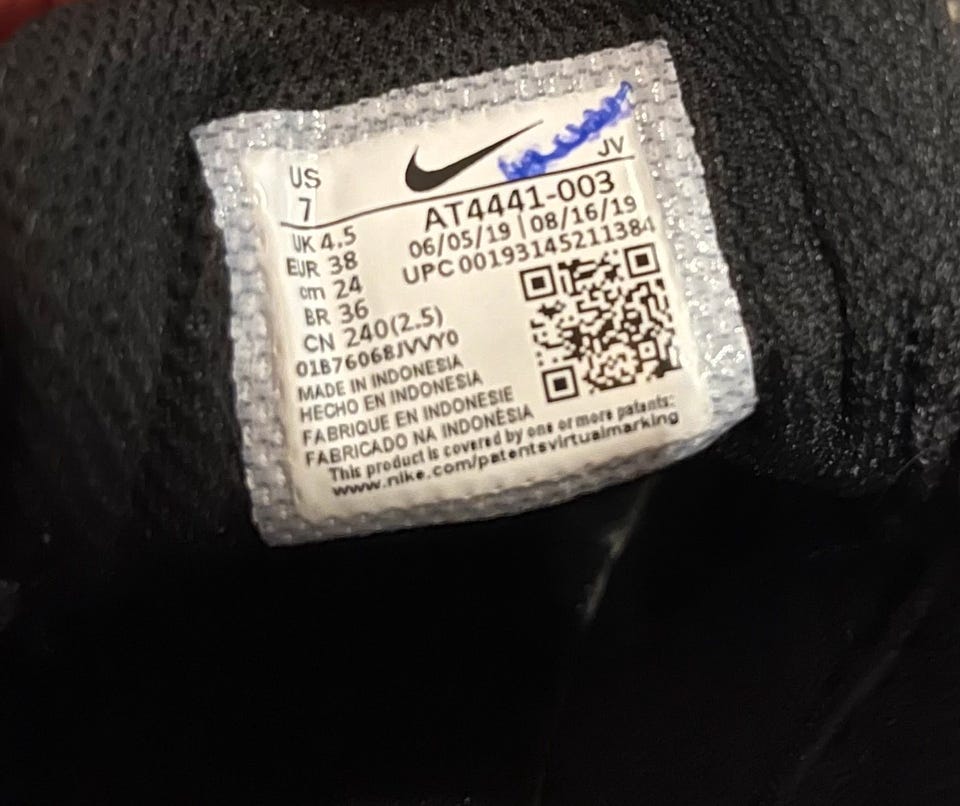 US
7
JV
AT4441-003
06/05/19 | 08/16/19
UPC 00193145211384
UK 4.5
EUR 38
cm 24
BR 36
CN 240(2.5)
01B76068JVVY0
MADE IN INDONESIA
HECHO EN INDONESIA
FABRIQUE EN INDONESIE
FABRICADO NA INDONÈSIA
This product is covered by one or more patents:
www.nike.com/patentsvirtualmarking